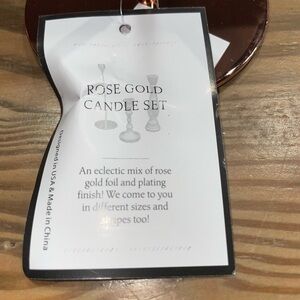 ROSE GOLD
CANDLE SET
An eclectic mix of rose
gold foil and plating
finish! We come to you
in different sizes and
shapes too!
Designed in USA & Made in China